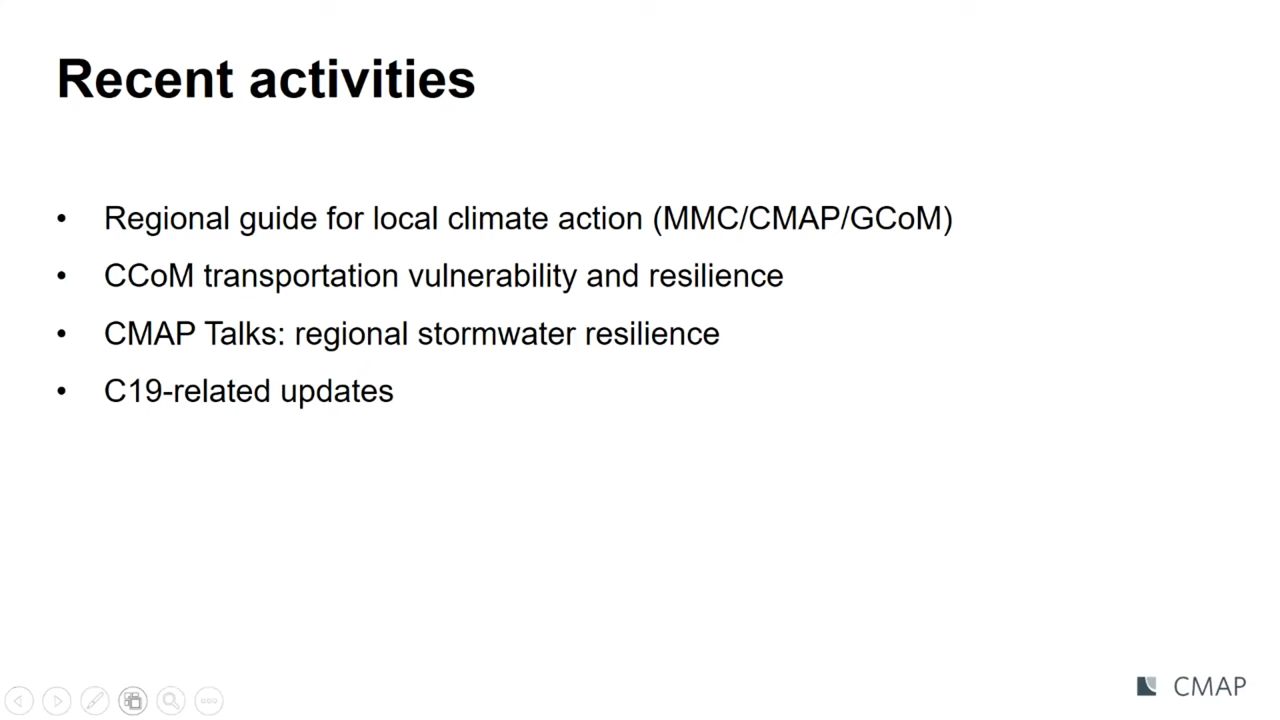 Recent activities
• Regional guide for local climate action (MMC/CMAP/GCoM)
• CCoM transportation vulnerability and resilience
• CMAP Talks: regional stormwater resilience
• C19-related updates
CMAP